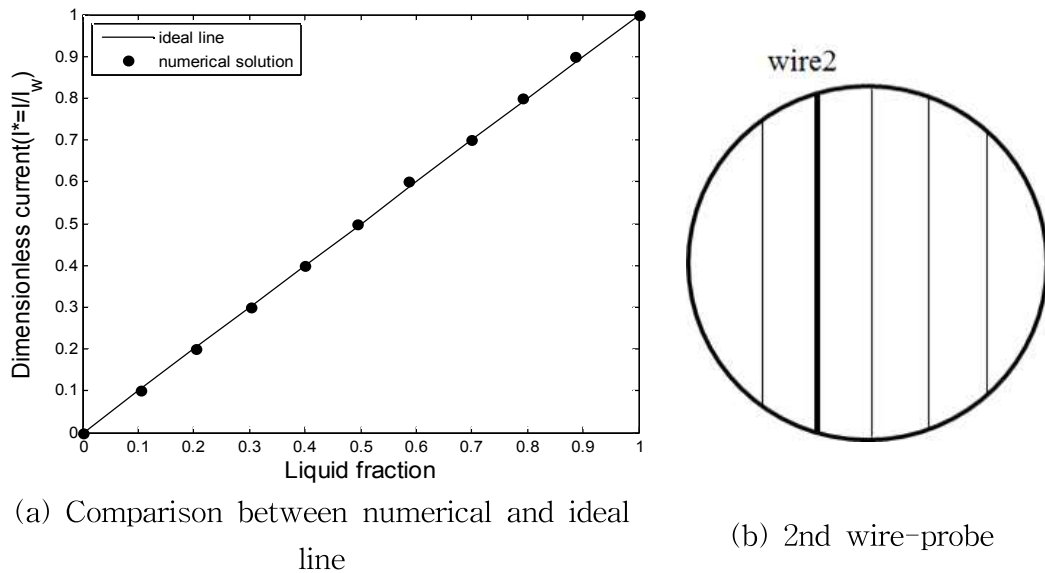 1
0.9
0.8
0.7
0.6
0.5
0.4
0.3
0.2
0.1
0
Dimensionless current(I*=I/I_w)
ideal line
numerical solution
0 0.1 0.2 0.3 0.4 0.5 0.6 0.7 0.8 0.9 1
Liquid fraction
(a) Comparison between numerical and ideal
line
wire2
(b) 2nd wire-probe